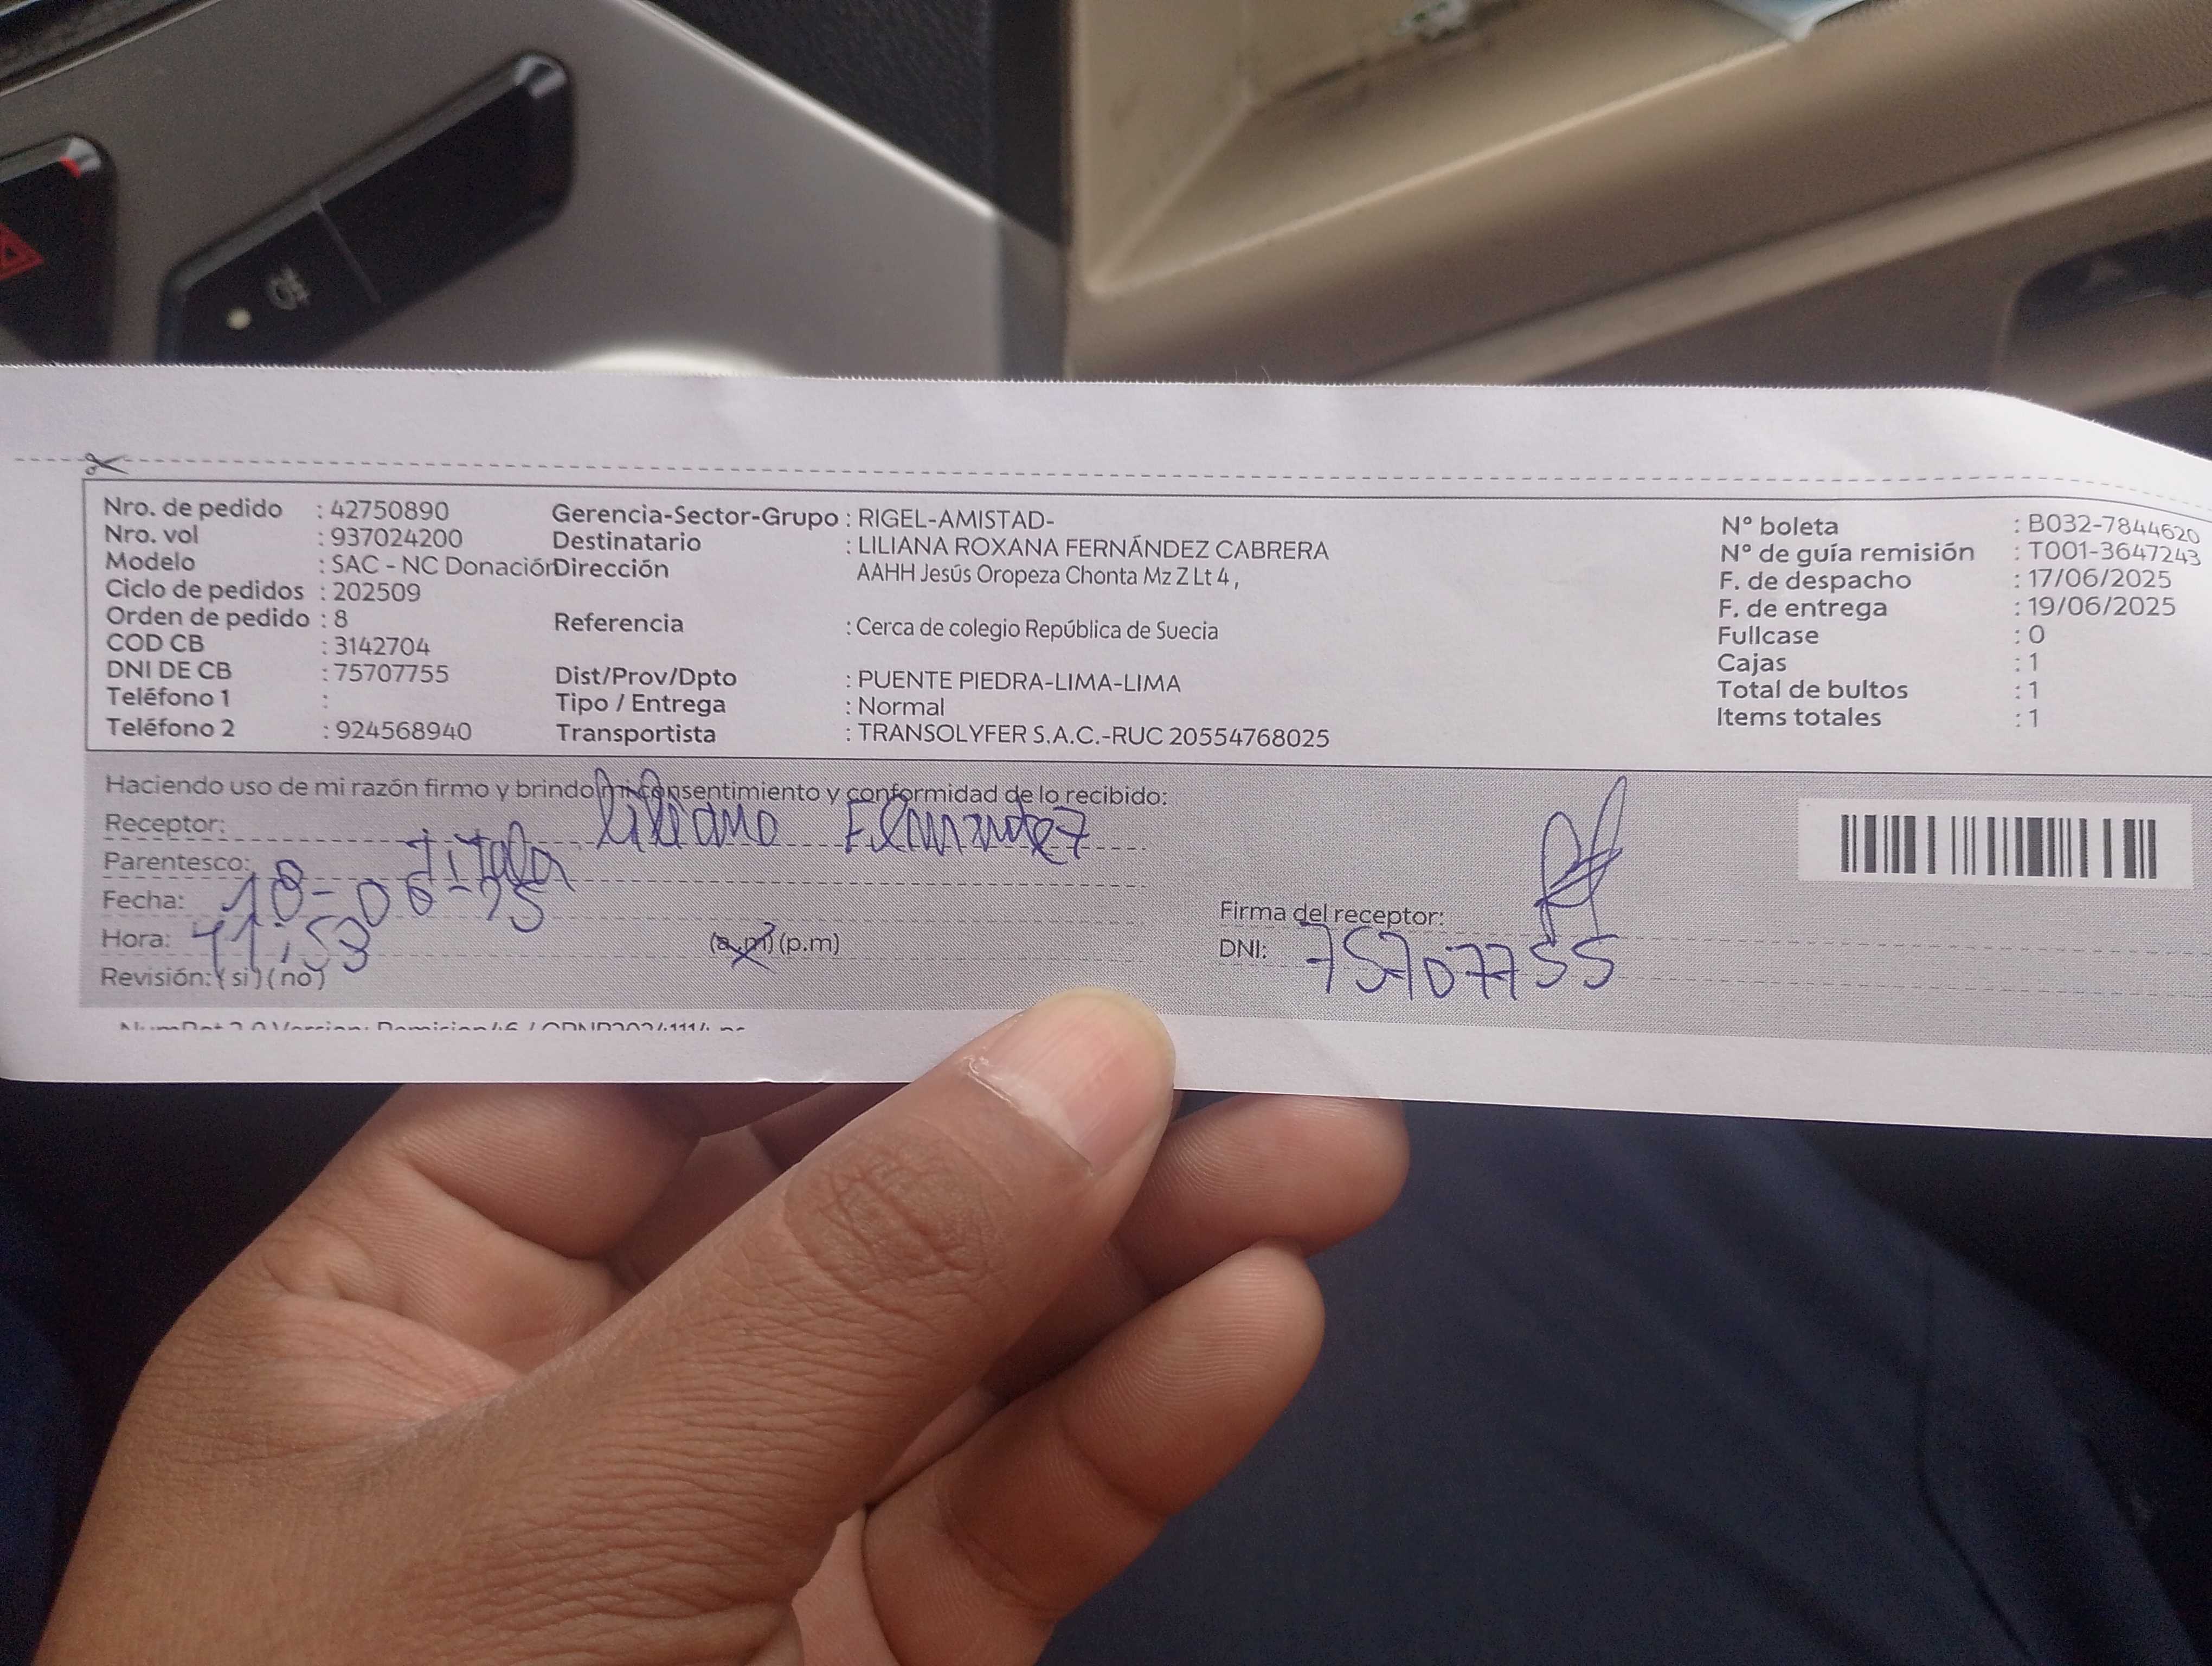 Nro. de pedido : 42750890
Nro. vol : 937024200
Modelo : SAC - NC Donación
Ciclo de pedidos : 202509
Orden de pedido : 8
COD CB : 3142704
DNI DE CB : 75707755
Teléfono 1 :
Teléfono 2 : 924568940
Gerencia-Sector-Grupo : RIGEL-AMISTAD-
Destinatario : LILIANA ROXANA FERNÁNDEZ CABRERA
Dirección AAHH Jesús Oropeza Chonta Mz Z Lt 4 ,
Referencia : Cerca de colegio República de Suecia
Dist/Prov/Dpto : PUENTE PIEDRA-LIMA-LIMA
Tipo / Entrega : Normal
Transportista : TRANSOLYFER S.A.C.-RUC 20554768025
N° boleta : B032-7844620
N° de guía remisión : T001-3647243
F. de despacho : 17/06/2025
F. de entrega : 19/06/2025
Fullcase : 0
Cajas : 1
Total de bultos : 1
Items totales : 1
Haciendo uso de mi razón firmo y brindo mi consentimiento y conformidad de lo recibido:
Receptor: Liliana Fernandez
Parentesco: titular
Fecha: 18-06-25
Hora: 11:53 (a.m) (p.m)
Revisión: ( si ) ( no )
Firma del receptor:
DNI: 75707755